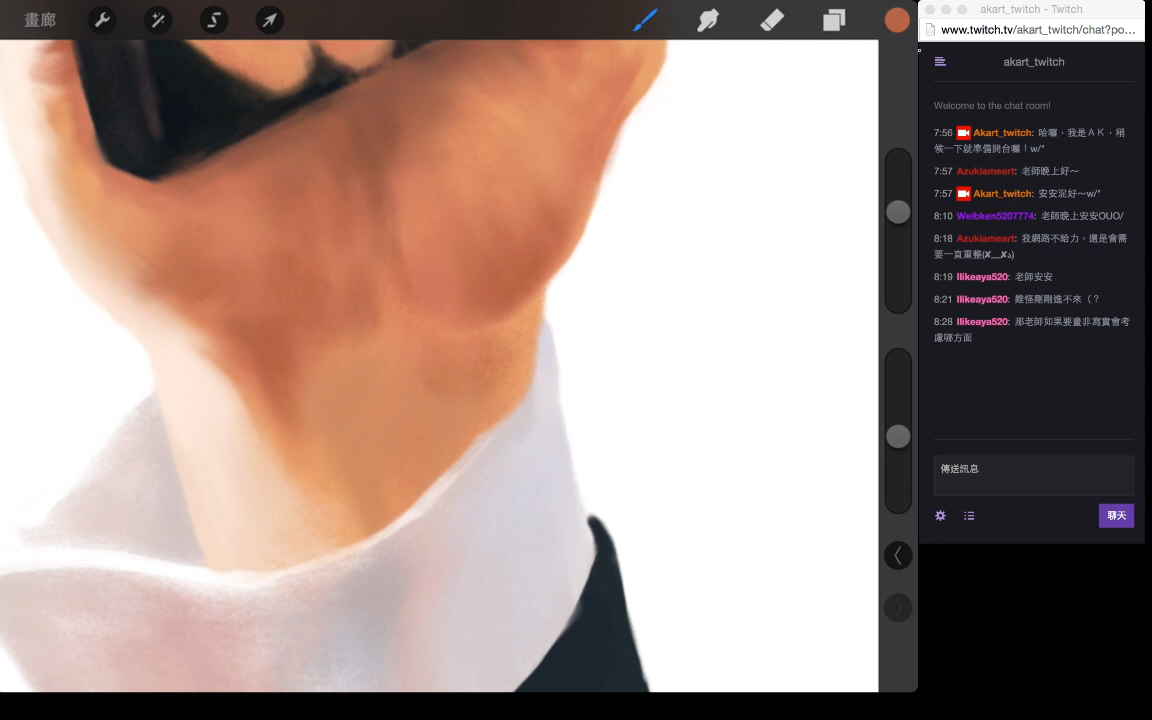 畫廊
akart_twitch - Twitch
www.twitch.tv/akart_twitch/chat?po…
akart_twitch
Welcome to the chat room!
7:56 Akart_twitch: 哈囉，我是ＡＫ，稍
候一下就準備開台囉！w/"
7:57 Azukiameart: 老師晚上好～
7:57 Akart_twitch: 安安泥好～w/"
8:10 Weibken5207774: 老師晚上安安OUO/
8:18 Azukiameart: 我網路不給力，還是會需
要一直重整(✘﹏✘ა)
8:19 Ilikeaya520: 老師安安
8:21 Ilikeaya520: 難怪剛剛進不來（？
8:28 Ilikeaya520: 那老師如果要畫非寫實會考
慮哪方面
傳送訊息
聊天